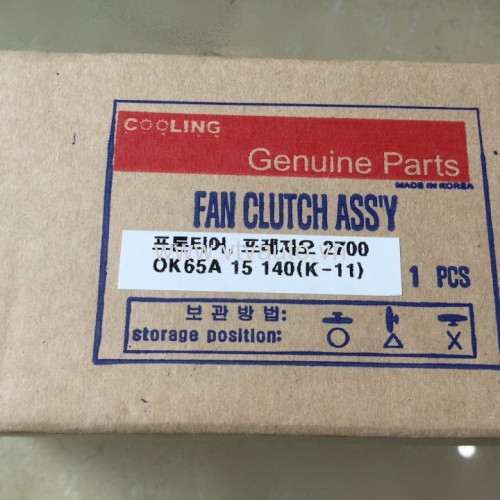 COOLING
Genuine Parts
MADE IN KOREA
FAN CLUTCH ASS'Y
프론티어, 프레지오 2700
OK65A 15 140(K-11)
1 PCS
보관방법:
storage position:
O △ X